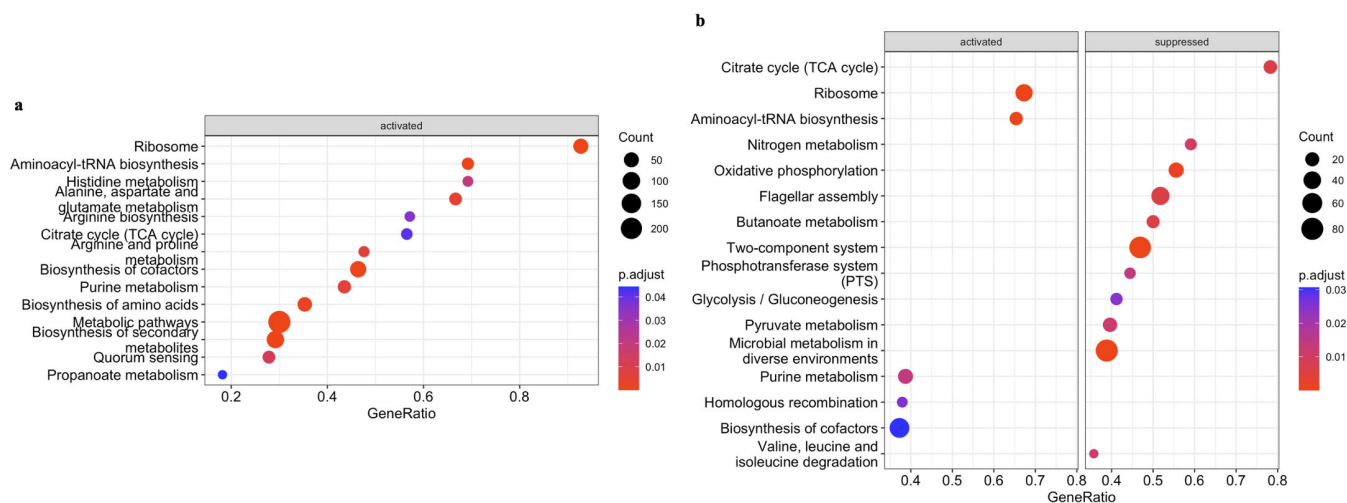 a
activated
Ribosome
Aminoacyl-tRNA biosynthesis
Histidine metabolism
Alanine, aspartate and
glutamate metabolism
Arginine biosynthesis
Citrate cycle (TCA cycle)
Arginine and proline
metabolism
Biosynthesis of cofactors
Purine metabolism
Biosynthesis of amino acids
Metabolic pathways
Biosynthesis of secondary
metabolites
Quorum sensing
Propanoate metabolism
0.2 0.4 0.6 0.8
GeneRatio
Count
50
100
150
200
p.adjust
0.04
0.03
0.02
0.01
b
activated suppressed
Citrate cycle (TCA cycle)
Ribosome
Aminoacyl-tRNA biosynthesis
Nitrogen metabolism
Oxidative phosphorylation
Flagellar assembly
Butanoate metabolism
Two-component system
Phosphotransferase system
(PTS)
Glycolysis / Gluconeogenesis
Pyruvate metabolism
Microbial metabolism in
diverse environments
Purine metabolism
Homologous recombination
Biosynthesis of cofactors
Valine, leucine and
isoleucine degradation
0.4 0.5 0.6 0.7 0.8 0.4 0.5 0.6 0.7 0.8
GeneRatio
Count
20
40
60
80
p.adjust
0.03
0.02
0.01